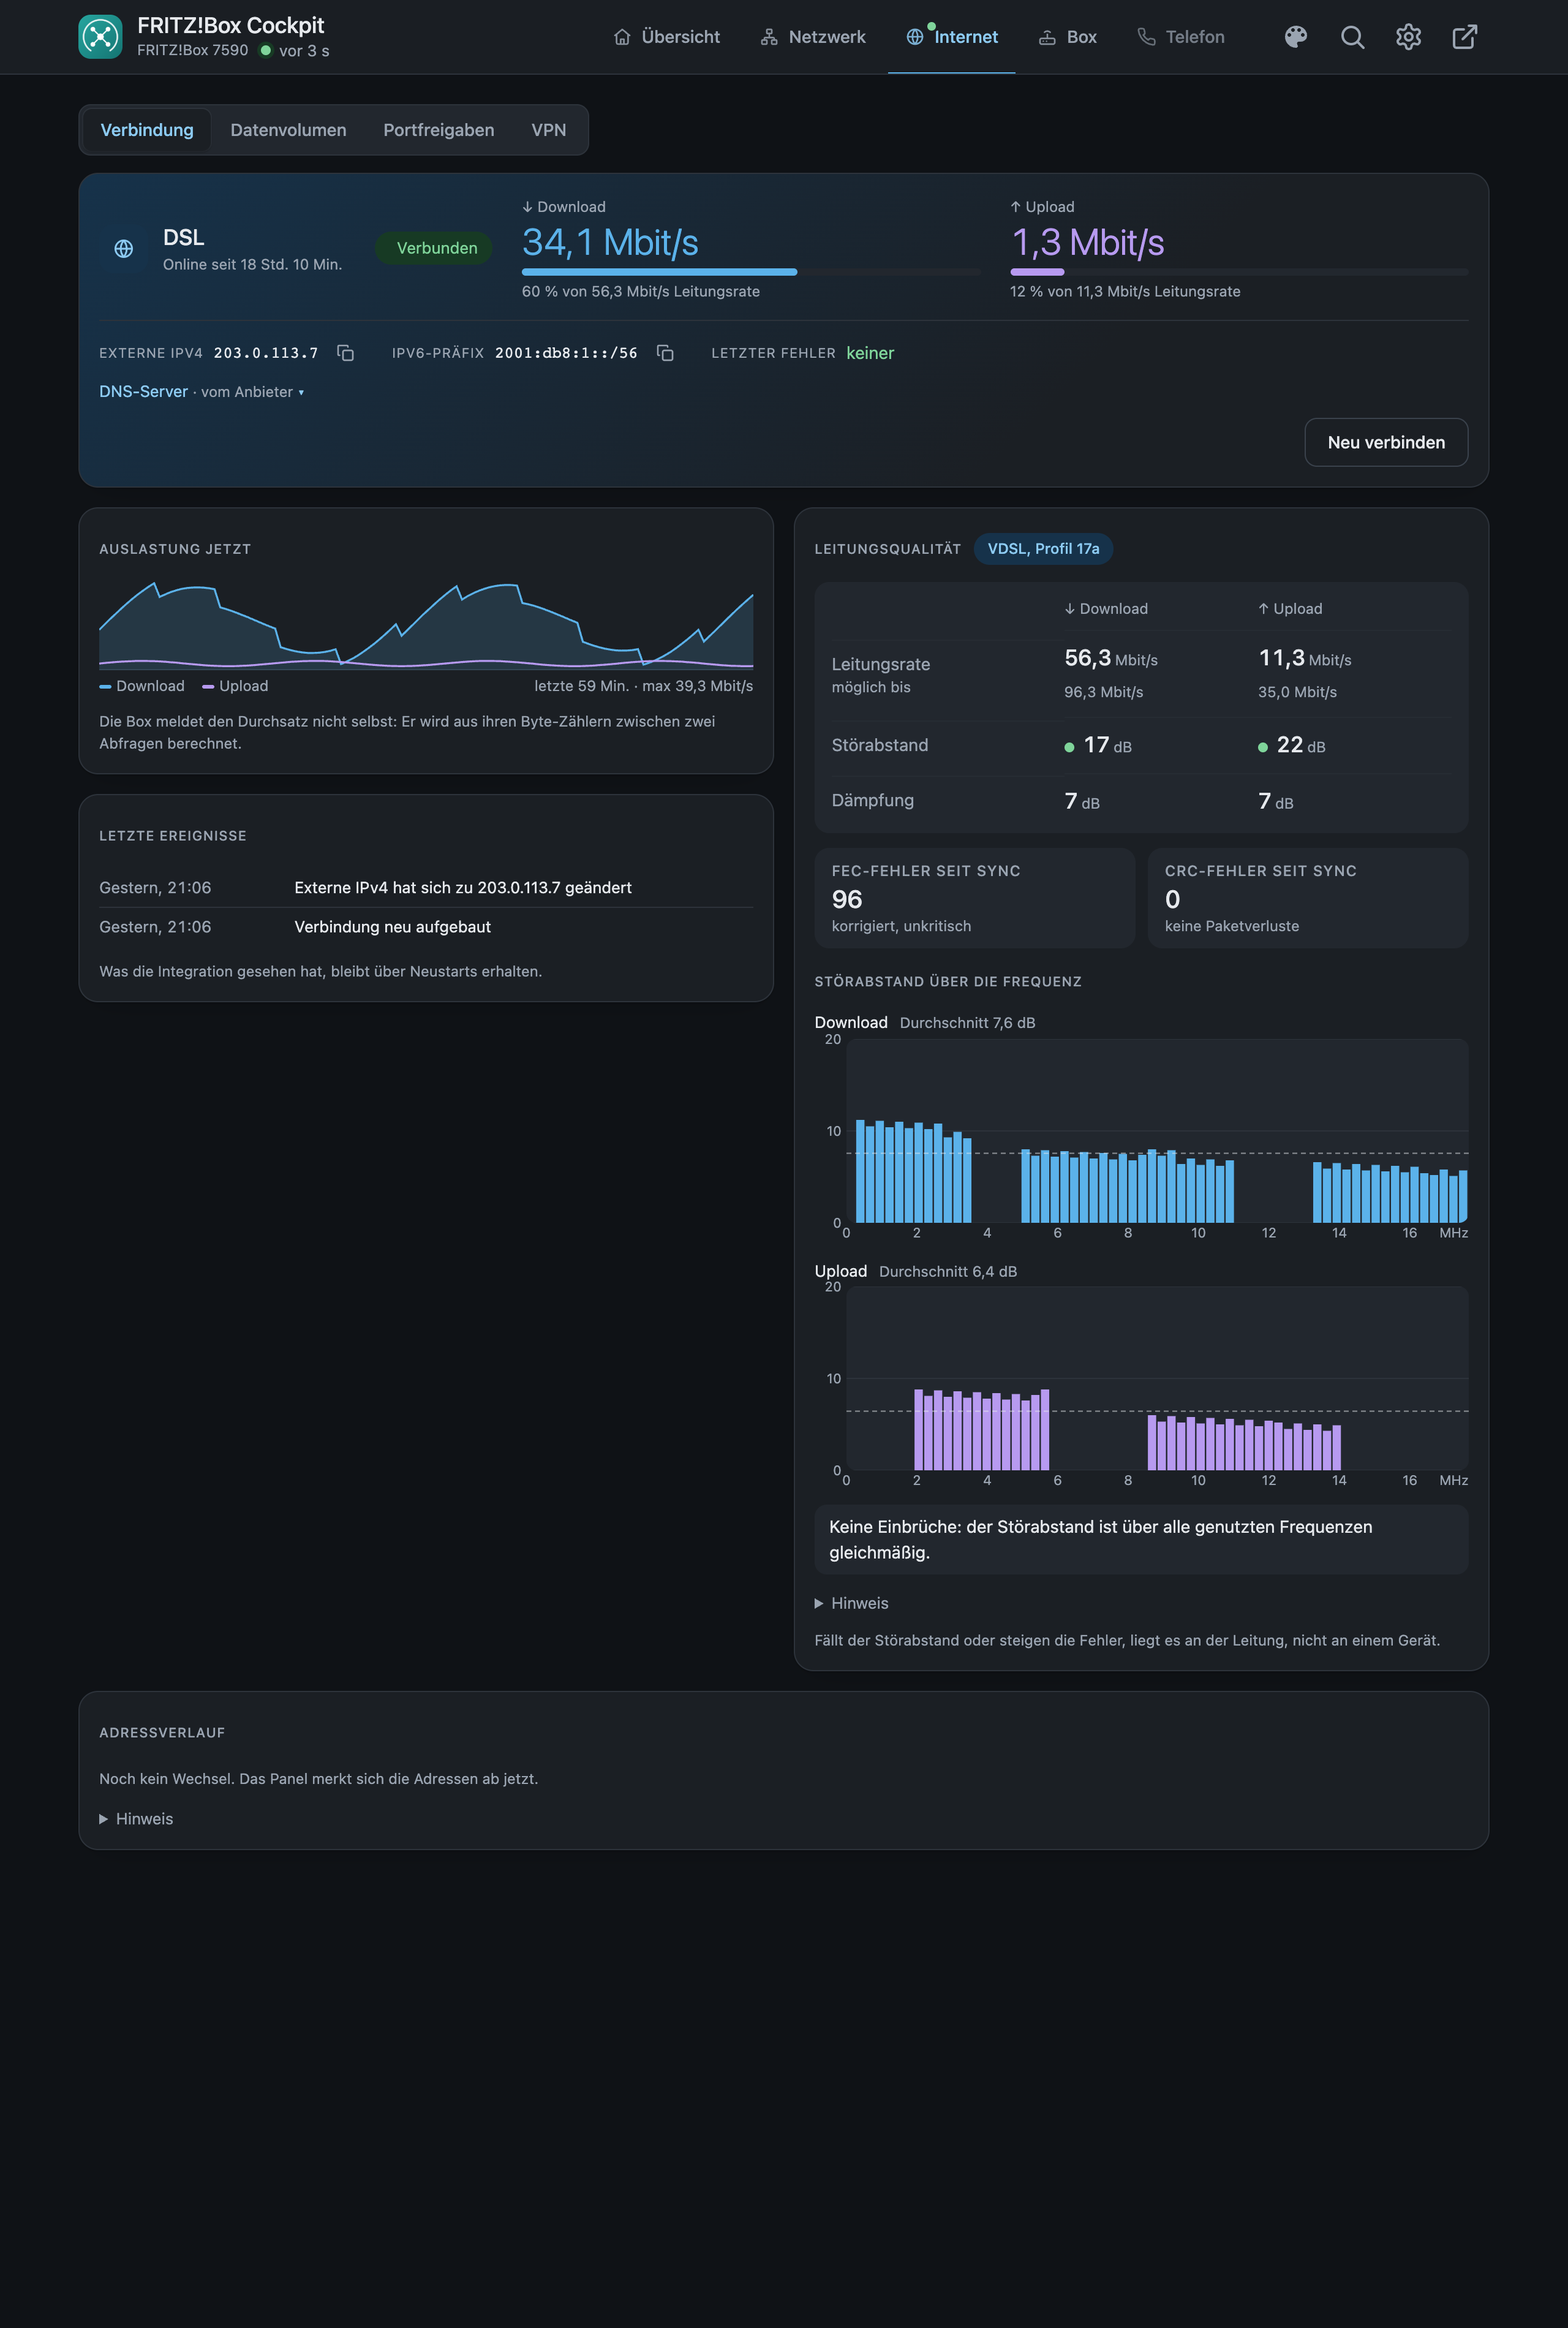 FRITZ!Box Cockpit
FRITZ!Box 7590 vor 3 s
Übersicht
Netzwerk
Internet
Box
Telefon
Verbindung
Datenvolumen
Portfreigaben
VPN
DSL
Online seit 18 Std. 10 Min.
Verbunden
↓ Download
34,1 Mbit/s
60 % von 56,3 Mbit/s Leitungsrate
↑ Upload
1,3 Mbit/s
12 % von 11,3 Mbit/s Leitungsrate
EXTERNE IPV4 203.0.113.7
IPV6-PRÄFIX 2001:db8:1::/56
LETZTER FEHLER keiner
DNS-Server · vom Anbieter ▾
Neu verbinden
AUSLASTUNG JETZT
Download
Upload
letzte 59 Min. · max 39,3 Mbit/s
Die Box meldet den Durchsatz nicht selbst: Er wird aus ihren Byte-Zählern zwischen zwei
Abfragen berechnet.
LETZTE EREIGNISSE
Gestern, 21:06 Externe IPv4 hat sich zu 203.0.113.7 geändert
Gestern, 21:06 Verbindung neu aufgebaut
Was die Integration gesehen hat, bleibt über Neustarts erhalten.
LEITUNGSQUALITÄT VDSL, Profil 17a
↓ Download ↑ Upload
Leitungsrate 56,3 Mbit/s 11,3 Mbit/s
möglich bis 96,3 Mbit/s 35,0 Mbit/s
Störabstand 17 dB 22 dB
Dämpfung 7 dB 7 dB
FEC-FEHLER SEIT SYNC
96
korrigiert, unkritisch
CRC-FEHLER SEIT SYNC
0
keine Paketverluste
STÖRABSTAND ÜBER DIE FREQUENZ
Download Durchschnitt 7,6 dB
20
10
0
0 2 4 6 8 10 12 14 16 MHz
Upload Durchschnitt 6,4 dB
20
10
0
0 2 4 6 8 10 12 14 16 MHz
Keine Einbrüche: der Störabstand ist über alle genutzten Frequenzen
gleichmäßig.
▶ Hinweis
Fällt der Störabstand oder steigen die Fehler, liegt es an der Leitung, nicht an einem Gerät.
ADRESSVERLAUF
Noch kein Wechsel. Das Panel merkt sich die Adressen ab jetzt.
▶ Hinweis